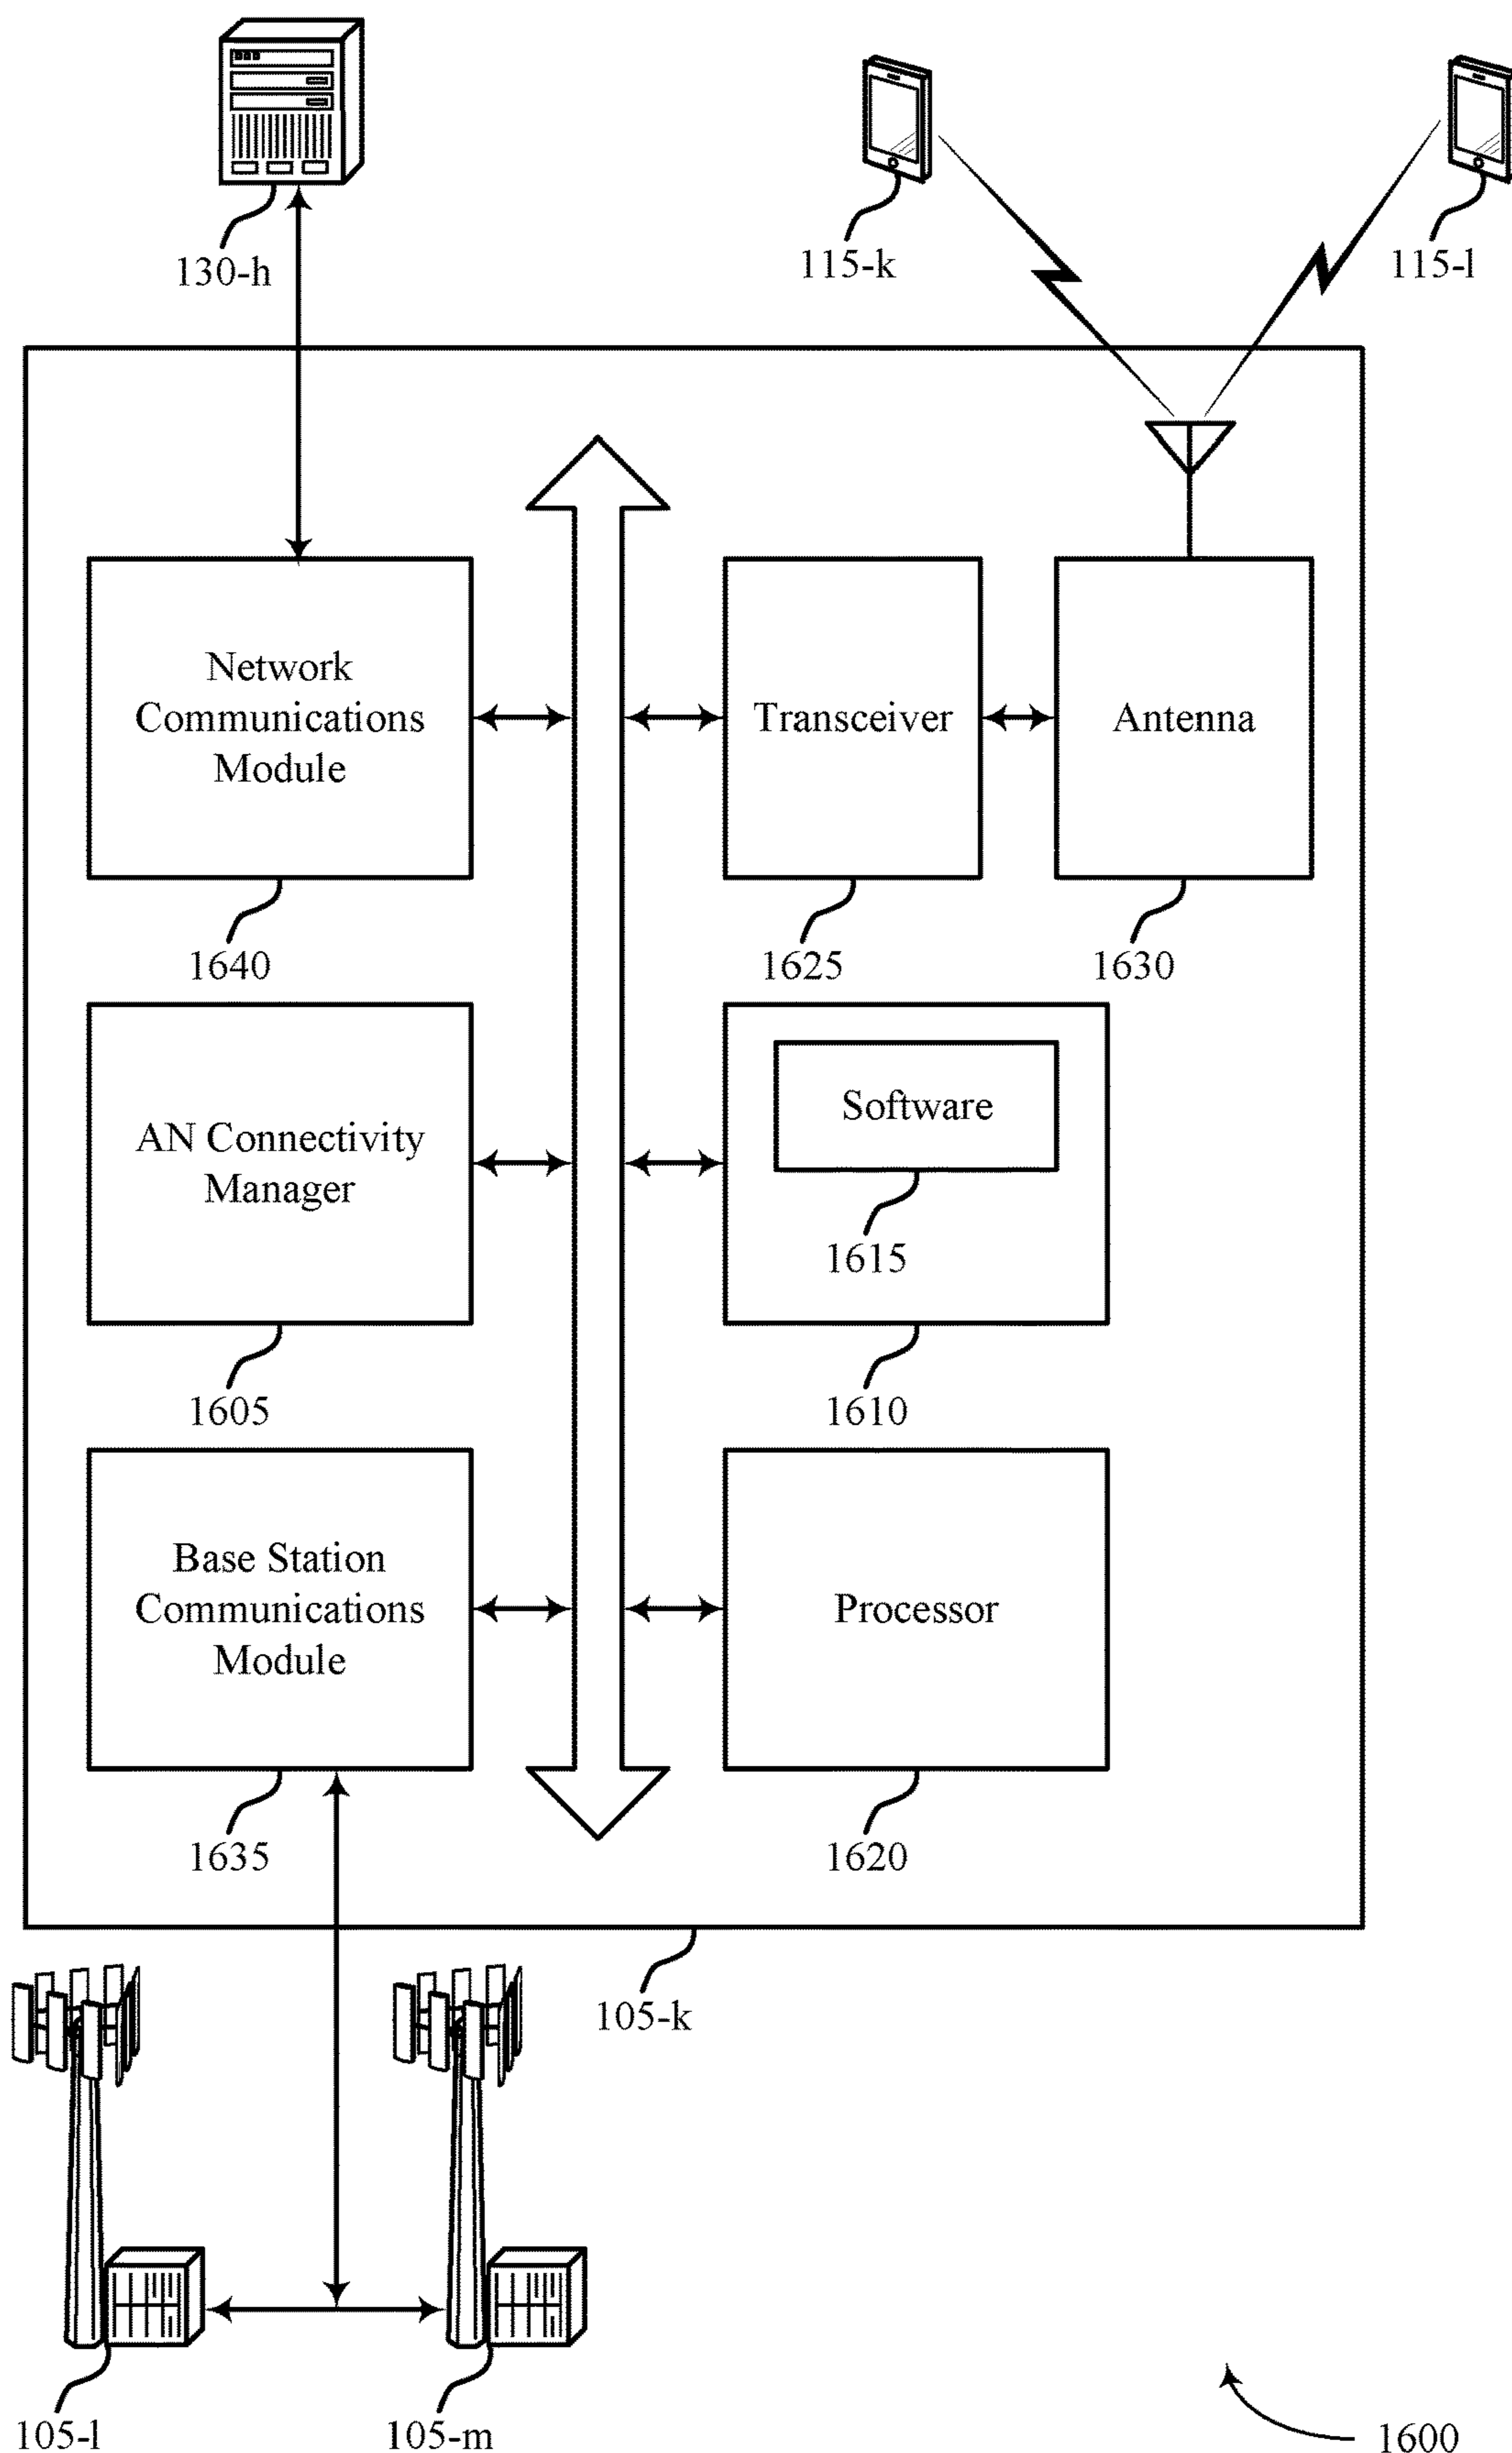 130-h
115-k
115-l
Network
Communications
Module
Transceiver
Antenna
1640
1625
1630
AN Connectivity
Manager
Software
1615
1605
1610
Base Station
Communications
Module
Processor
1635
1620
105-k
105-l
105-m
1600